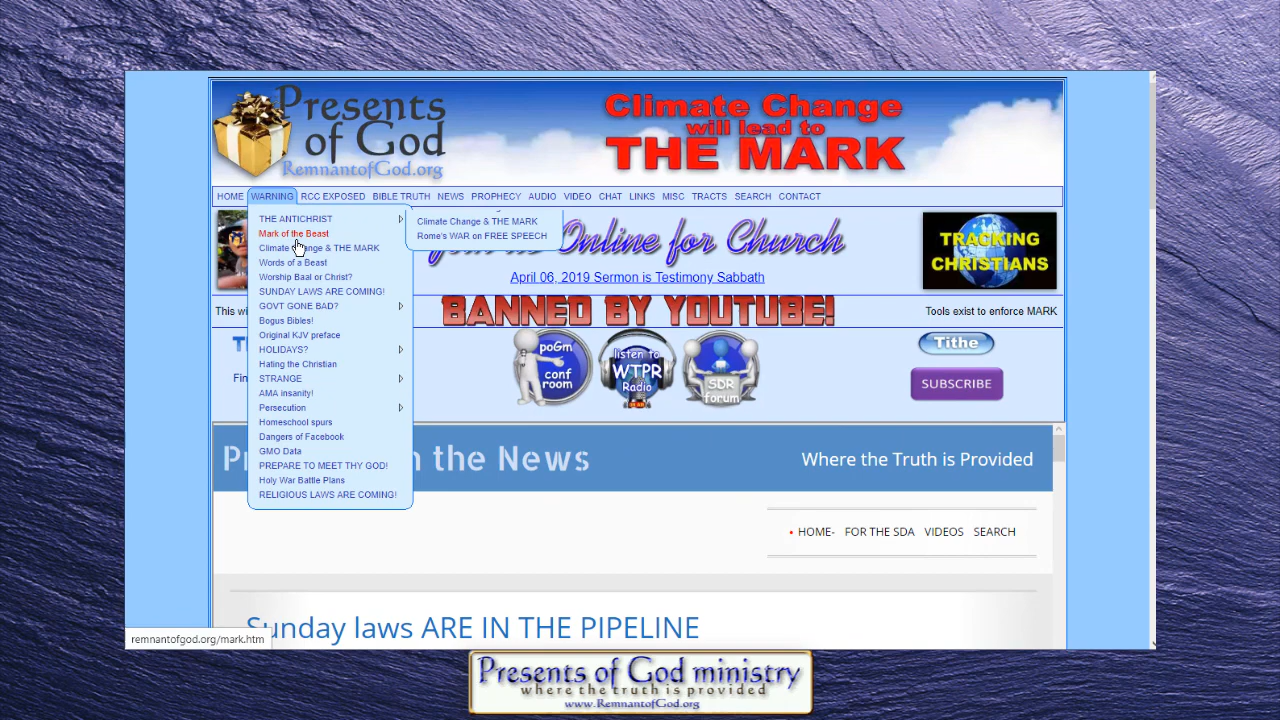 Presents
of God
RemnantofGod.org
Climate Change
will lead to
THE MARK
HOME WARNING RCC EXPOSED BIBLE TRUTH NEWS PROPHECY AUDIO VIDEO CHAT LINKS MISC TRACTS SEARCH CONTACT
THE ANTICHRIST
Mark of the Beast
Climate Change & THE MARK
Words of a Beast
Worship Baal or Christ?
SUNDAY LAWS ARE COMING!
GOVT GONE BAD?
Bogus Bibles!
Original KJV preface
HOLIDAYS?
Hating the Christian
STRANGE
AMA insanity!
Persecution
Homeschool spurs
Dangers of Facebook
GMO Data
PREPARE TO MEET THY GOD!
Holy War Battle Plans
RELIGIOUS LAWS ARE COMING!
Climate Change & THE MARK
Rome's WAR on FREE SPEECH
Online for Church
April 06, 2019 Sermon is Testimony Sabbath
TRACKING
CHRISTIANS
This wi
BANNED BY YOUTUBE!
Tools exist to enforce MARK
Fin
poGm
conf
room
listen to
WTPR
Radio
SDR
forum
Tithe
SUBSCRIBE
the News
Where the Truth is Provided
HOME- FOR THE SDA VIDEOS SEARCH
Sunday laws ARE IN THE PIPELINE
remnantofgod.org/mark.htm
Presents of God ministry
where the truth is provided
www.RemnantofGod.org